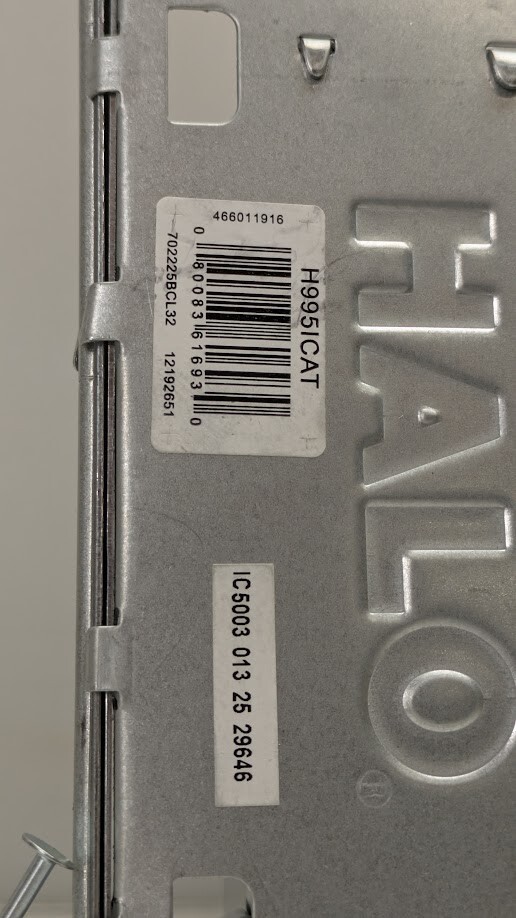 HALO
®
H995ICAT
466011916
0 80083 61693 0
702225BCL32 12192651
IC5003 013 25 29646